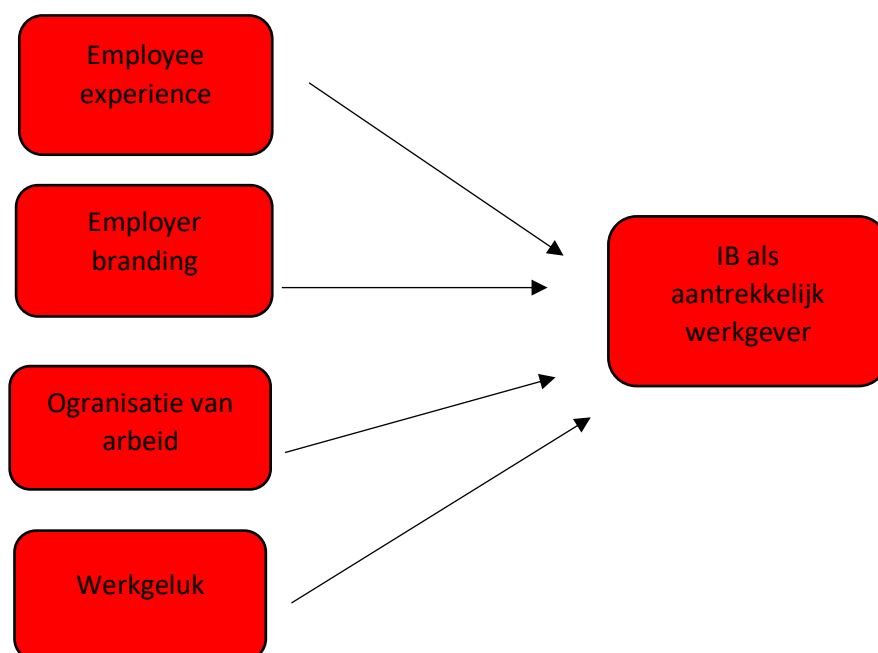 Employee
experience
Employer
branding
Ogranisatie van
arbeid
Werkgeluk
IB als
aantrekkelijk
werkgever